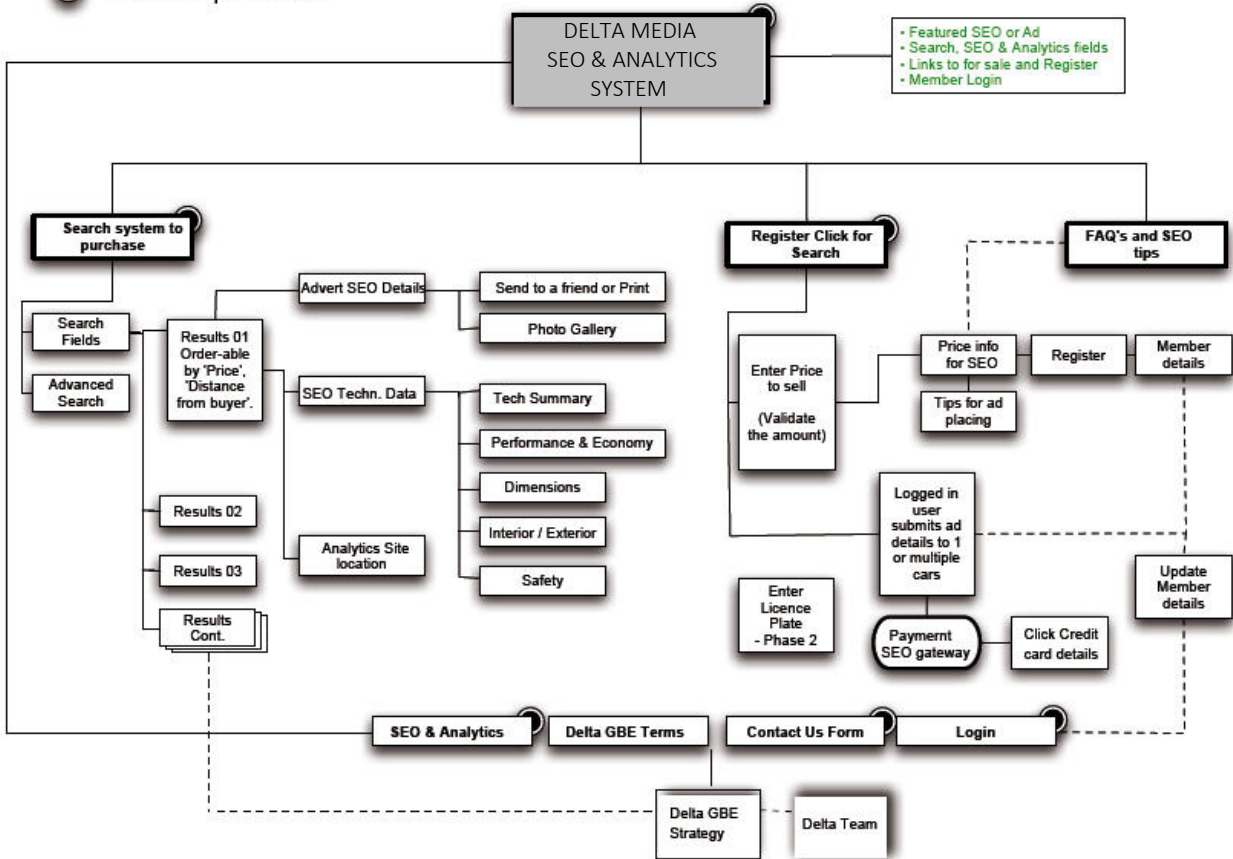 DELTA MEDIA
SEO & ANALYTICS
SYSTEM
• Featured SEO or Ad
• Search, SEO & Analytics fields
• Links to for sale and Register
• Member Login
Search system to
purchase
Register Click for
Search
FAQ's and SEO
tips
Search
Fields
Advanced
Search
Results 01
Order-able
by 'Price',
'Distance
from buyer'.
Results 02
Results 03
Results
Cont.
Advert SEO Details
SEO Techn. Data
Analytics Site
location
Send to a friend or Print
Photo Gallery
Tech Summary
Performance & Economy
Dimensions
Interior / Exterior
Safety
Enter Price
to sell
(Validate
the amount)
Price info
for SEO
Tips for ad
placing
Register
Member
details
Logged in
user
submits ad
details to 1
or multiple
cars
Enter
Licence
Plate
- Phase 2
Paymernt
SEO gateway
Click Credit
card details
Update
Member
details
SEO & Analytics
Delta GBE Terms
Contact Us Form
Login
Delta GBE
Strategy
Delta Team